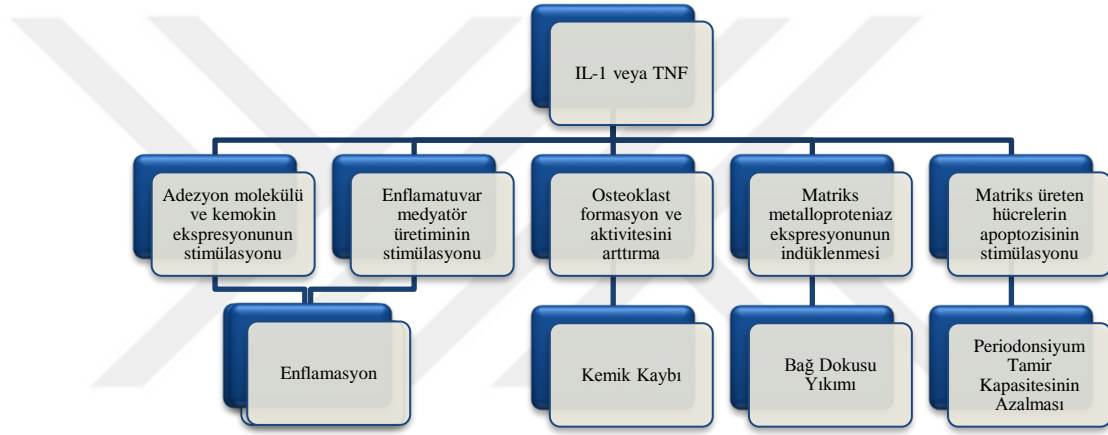 IL-1 veya TNF
Adezyon molekülü
ve kemokin
ekspresyonunun
stimülasyonu
Enflamatuvar
medyatör
üretiminin
stimülasyonu
Osteoklast
formasyon ve
aktivitesini
arttırma
Matriks
metalloproteniaz
ekspresyonunun
indüklenmesi
Matriks üreten
hücrelerin
apoptozisinin
stimülasyonu
Enflamasyon
Kemik Kaybı
Bağ Dokusu
Yıkımı
Periodonsiyum
Tamir
Kapasitesinin
Azalması